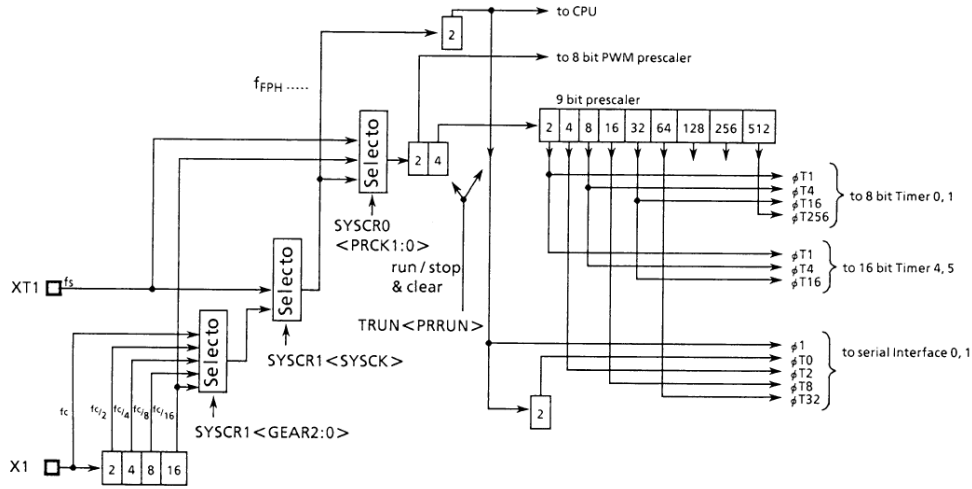 to CPU
2
to 8 bit PWM prescaler
fFPH .....
9 bit prescaler
2 4 8 16 32 64 128 256 512
Selecto
2 4
φT1
φT4
φT16
φT256
to 8 bit Timer 0, 1
SYSCR0
<PRCK1:0>
run / stop
& clear
TRUN<PRRUN>
φT1
φT4
φT16
to 16 bit Timer 4, 5
XT1
fs
Selecto
SYSCR1<SYSCK>
Selecto
SYSCR1<GEAR2:0>
φ1
φT0
φT2
φT8
φT32
to serial Interface 0, 1
2
fc
fc/2
fc/4
fc/8
fc/16
X1
2 4 8 16